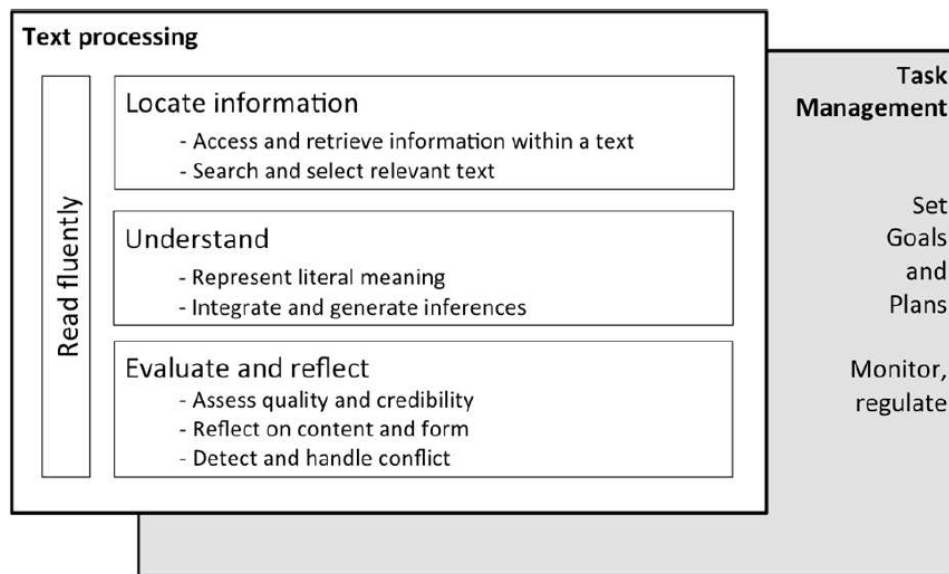 Text processing
Read fluently
Locate information
- Access and retrieve information within a text
- Search and select relevant text
Understand
- Represent literal meaning
- Integrate and generate inferences
Evaluate and reflect
- Assess quality and credibility
- Reflect on content and form
- Detect and handle conflict
Task
Management
Set
Goals
and
Plans
Monitor,
regulate